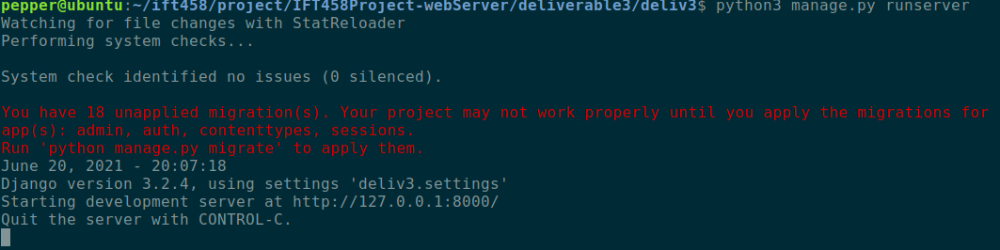 pepper@ubuntu:~/ift458/project/IFT458Project-webServer/deliverable3/deliv3$ python3 manage.py runserver
Watching for file changes with StatReloader
Performing system checks...
System check identified no issues (0 silenced).
You have 18 unapplied migration(s). Your project may not work properly until you apply the migrations for
app(s): admin, auth, contenttypes, sessions.
Run 'python manage.py migrate' to apply them.
June 20, 2021 - 20:07:18
Django version 3.2.4, using settings 'deliv3.settings'
Starting development server at http://127.0.0.1:8000/
Quit the server with CONTROL-C.